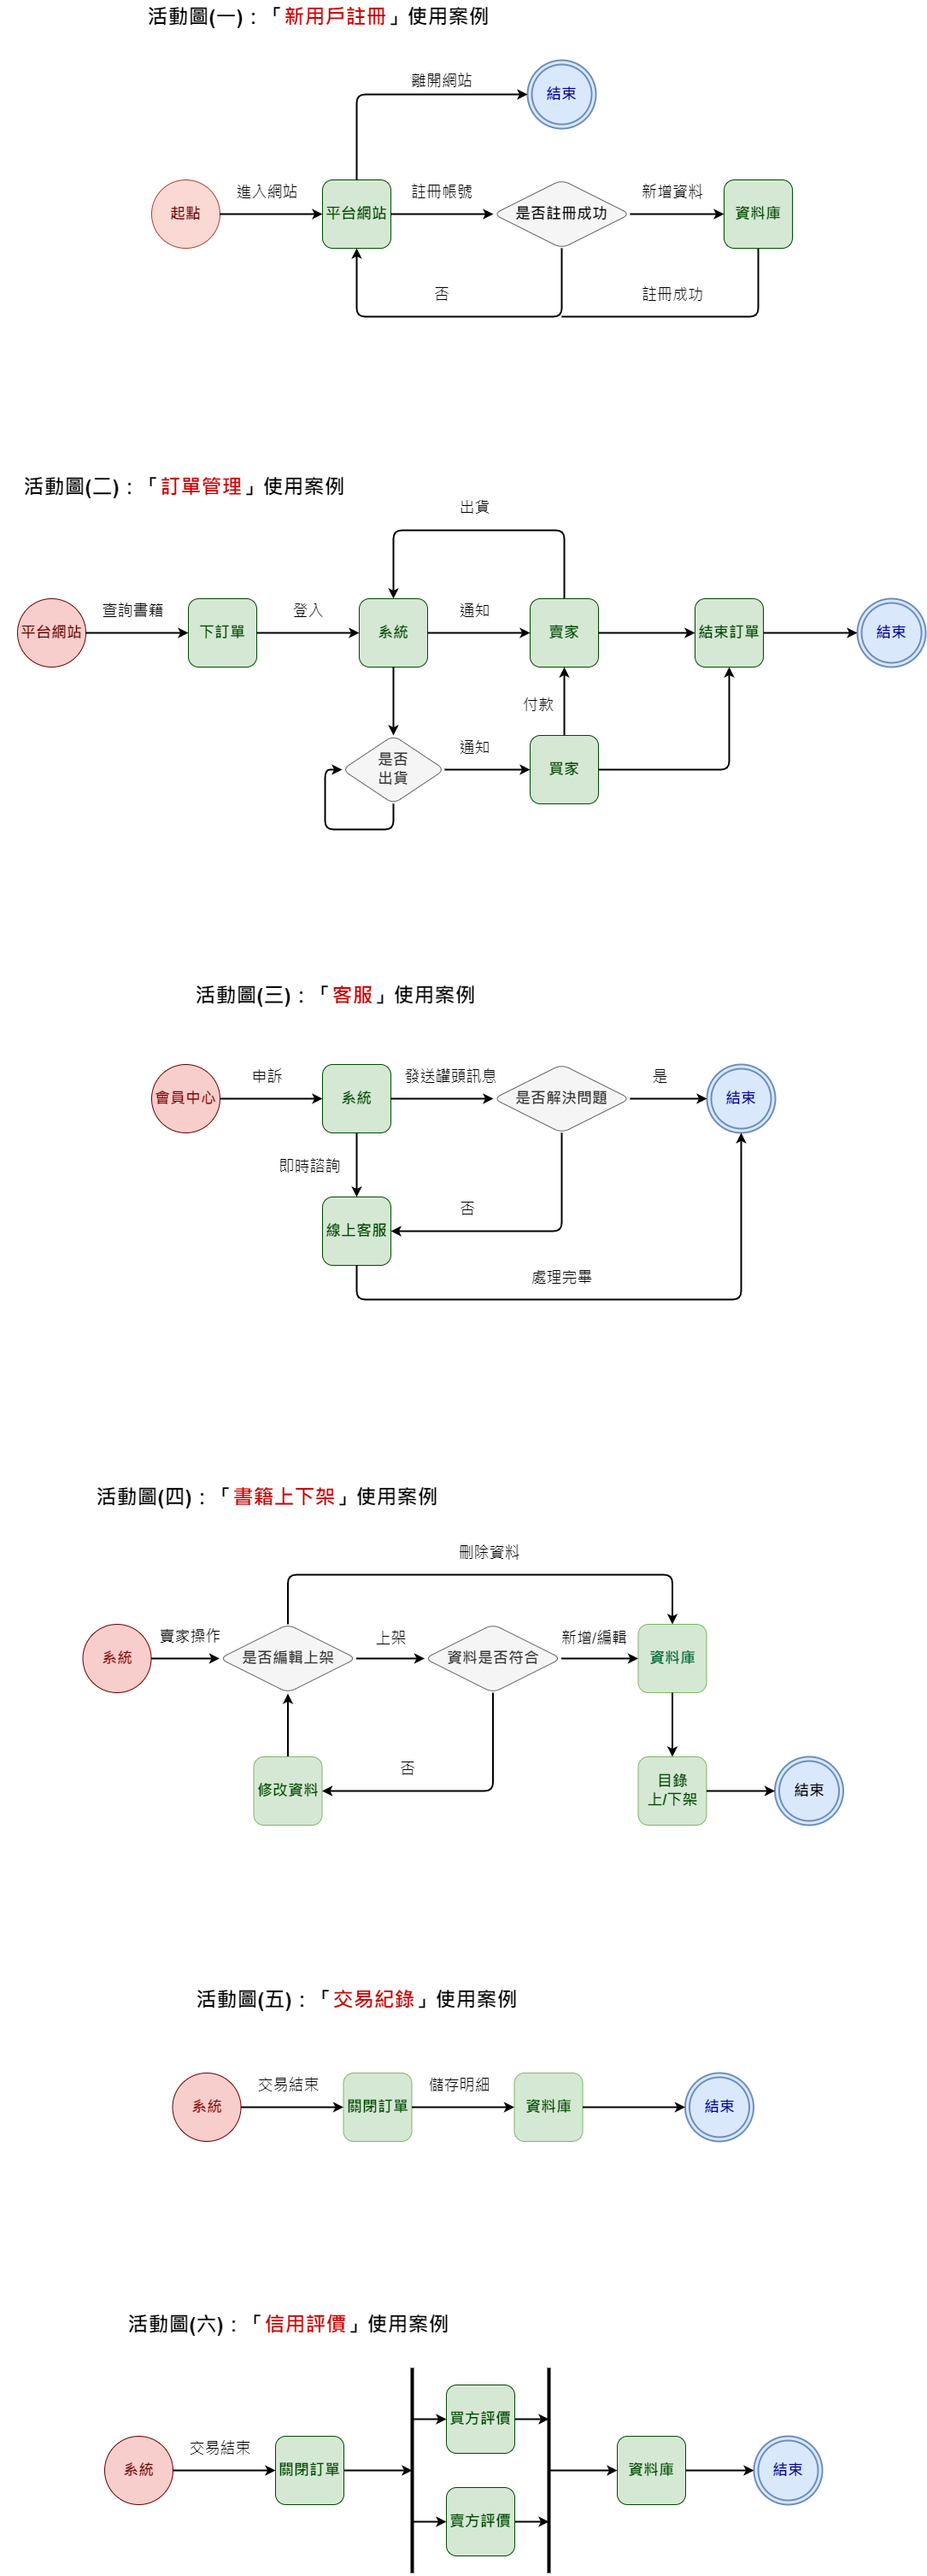 活動圖(一)：「新用戶註冊」使用案例
離開網站
結束
起點
進入網站
平台網站
註冊帳號
是否註冊成功
新增資料
資料庫
否
註冊成功
活動圖(二)：「訂單管理」使用案例
出貨
平台網站
查詢書籍
下訂單
登入
系統
通知
賣家
結束訂單
結束
付款
是否
出貨
通知
買家
活動圖(三)：「客服」使用案例
會員中心
申訴
系統
發送罐頭訊息
是否解決問題
是
結束
即時諮詢
線上客服
否
處理完畢
活動圖(四)：「書籍上下架」使用案例
刪除資料
系統
賣家操作
是否編輯上架
上架
資料是否符合
新增/編輯
資料庫
修改資料
否
目錄
上/下架
結束
活動圖(五)：「交易紀錄」使用案例
系統
交易結束
關閉訂單
儲存明細
資料庫
結束
活動圖(六)：「信用評價」使用案例
買方評價
系統
交易結束
關閉訂單
資料庫
結束
賣方評價